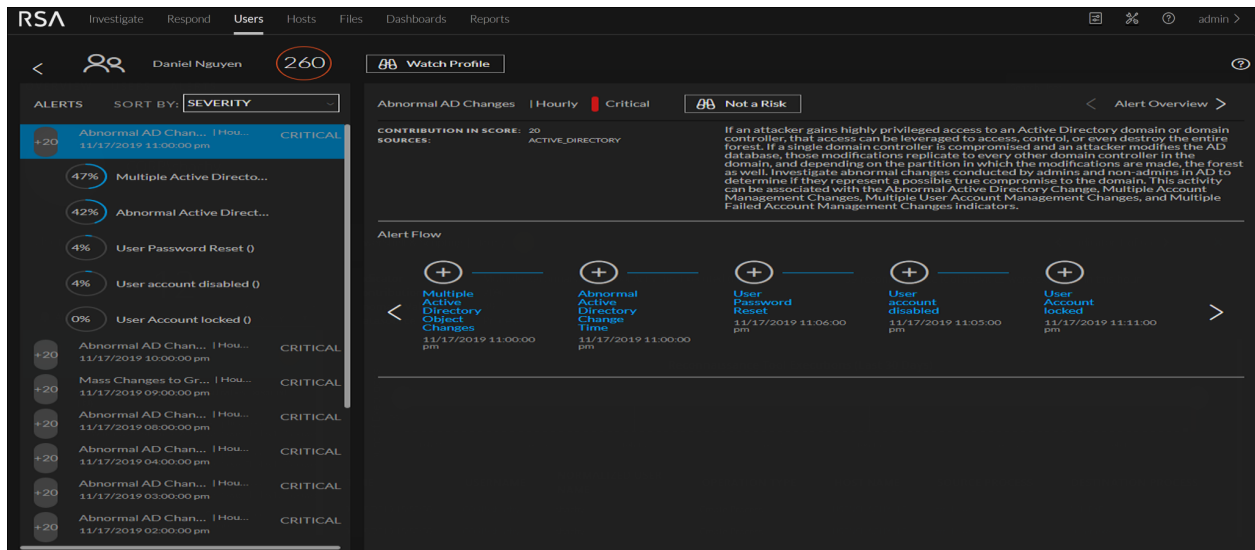 RSA Investigate Respond Users Hosts Files Dashboards Reports admin >
Daniel Nguyen 260 Watch Profile
ALERTS SORT BY: SEVERITY
Abnormal AD Chan... | Hou... CRITICAL
+20
11/17/2019 11:00:00 pm
47% Multiple Active Directo...
42% Abnormal Active Direct...
4% User Password Reset ()
4% User account disabled ()
0% User Account locked ()
Abnormal AD Chan... | Hou... CRITICAL
+20
11/17/2019 10:00:00 pm
Mass Changes to Gr... | Hou... CRITICAL
+20
11/17/2019 09:00:00 pm
Abnormal AD Chan... | Hou... CRITICAL
+20
11/17/2019 08:00:00 pm
Abnormal AD Chan... | Hou... CRITICAL
+20
11/17/2019 04:00:00 pm
Abnormal AD Chan... | Hou... CRITICAL
+20
11/17/2019 03:00:00 pm
Abnormal AD Chan... | Hou... CRITICAL
+20
11/17/2019 02:00:00 pm
Abnormal AD Changes | Hourly Critical Not a Risk < Alert Overview >
CONTRIBUTION IN SCORE: 20
SOURCES: ACTIVE_DIRECTORY
If an attacker gains highly privileged access to an Active Directory domain or domain
controller, that access can be leveraged to access, control, or even destroy the entire
forest. If a single domain controller is compromised and an attacker modifies the AD
database, those modifications replicate to every other domain controller in the
domain, and depending on the partition in which the modifications are made, the forest
as well. Investigate abnormal changes conducted by admins and non-admins in AD to
determine if they represent a possible true compromise to the domain. This activity
can be associated with the Abnormal Active Directory Change, Multiple Account
Management Changes, Multiple User Account Management Changes, and Multiple
Failed Account Management Changes indicators.
Alert Flow
Multiple
Active
Directory
Object
Changes
11/17/2019 11:00:00
pm
Abnormal
Active
Directory
Change
Time
11/17/2019 11:00:00
pm
User
Password
Reset
11/17/2019 11:06:00
pm
User
account
disabled
11/17/2019 11:05:00
pm
User
Account
locked
11/17/2019 11:11:00
pm